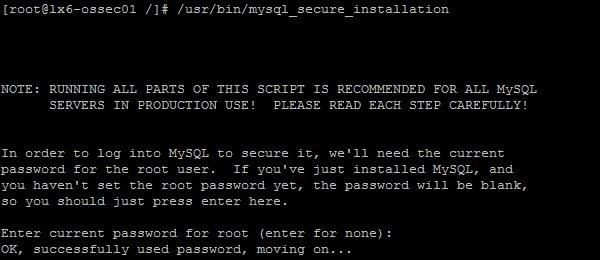 [root@lx6-ossec01 /]# /usr/bin/mysql_secure_installation
NOTE: RUNNING ALL PARTS OF THIS SCRIPT IS RECOMMENDED FOR ALL MySQL
SERVERS IN PRODUCTION USE!  PLEASE READ EACH STEP CAREFULLY!
In order to log into MySQL to secure it, we'll need the current
password for the root user.  If you've just installed MySQL, and
you haven't set the root password yet, the password will be blank,
so you should just press enter here.
Enter current password for root (enter for none):
OK, successfully used password, moving on...